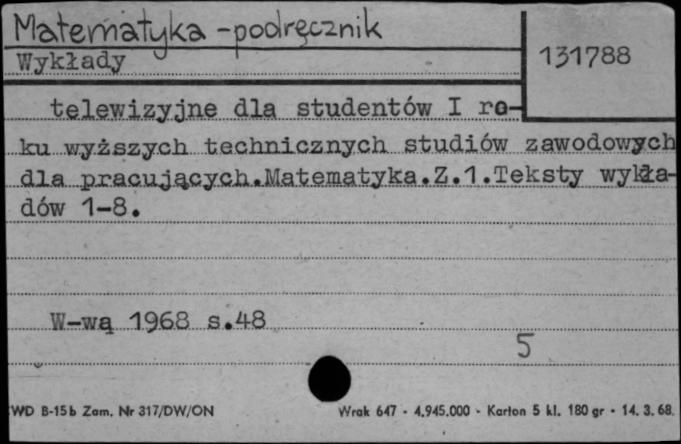 Matematyka - podręcznik
Wykłady
131788
telewizyjne dla studentów I ro-
ku wyższych technicznych studiów zawodowych
dla pracujących.Matematyka.Z.1.Teksty wykła-
dów 1-8.
W-wą 1968 s.48
5
WD B-15b Zam. Nr 317/DW/ON
Wrak 647 - 4.945.000 - Karton 5 kl. 180 gr - 14. 3. 68.